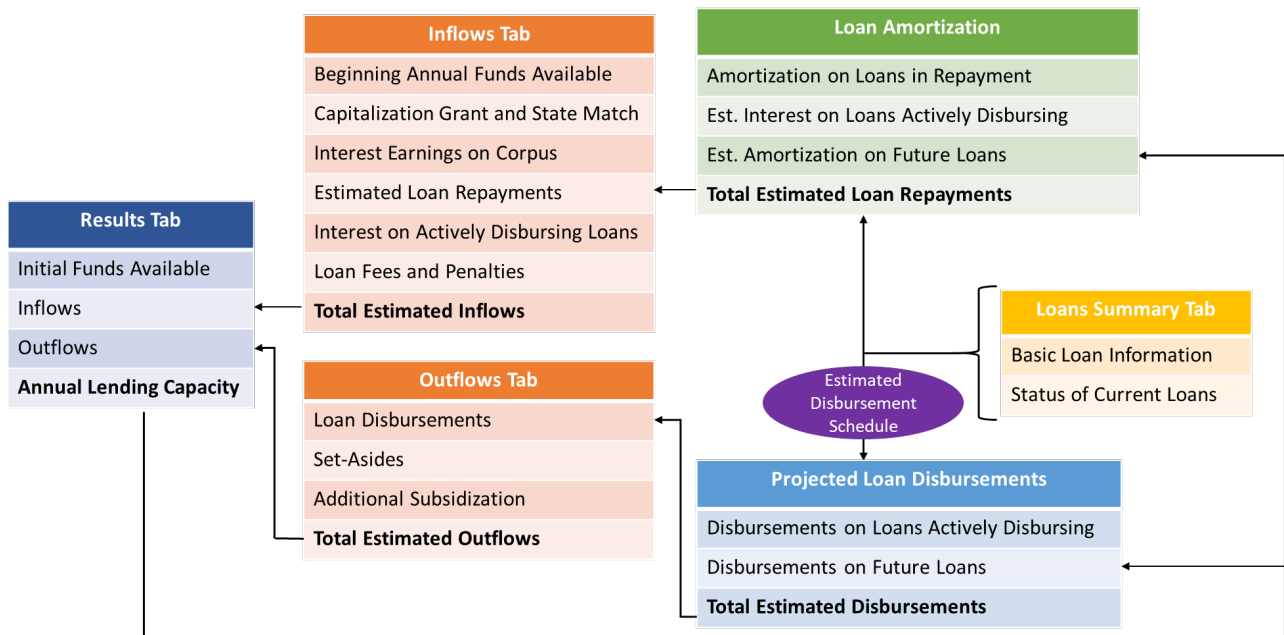 Results Tab
Initial Funds Available
Inflows
Outflows
Annual Lending Capacity
Inflows Tab
Beginning Annual Funds Available
Capitalization Grant and State Match
Interest Earnings on Corpus
Estimated Loan Repayments
Interest on Actively Disbursing Loans
Loan Fees and Penalties
Total Estimated Inflows
Outflows Tab
Loan Disbursements
Set-Asides
Additional Subsidization
Total Estimated Outflows
Loan Amortization
Amortization on Loans in Repayment
Est. Interest on Loans Actively Disbursing
Est. Amortization on Future Loans
Total Estimated Loan Repayments
Loans Summary Tab
Basic Loan Information
Status of Current Loans
Estimated
Disbursement
Schedule
Projected Loan Disbursements
Disbursements on Loans Actively Disbursing
Disbursements on Future Loans
Total Estimated Disbursements